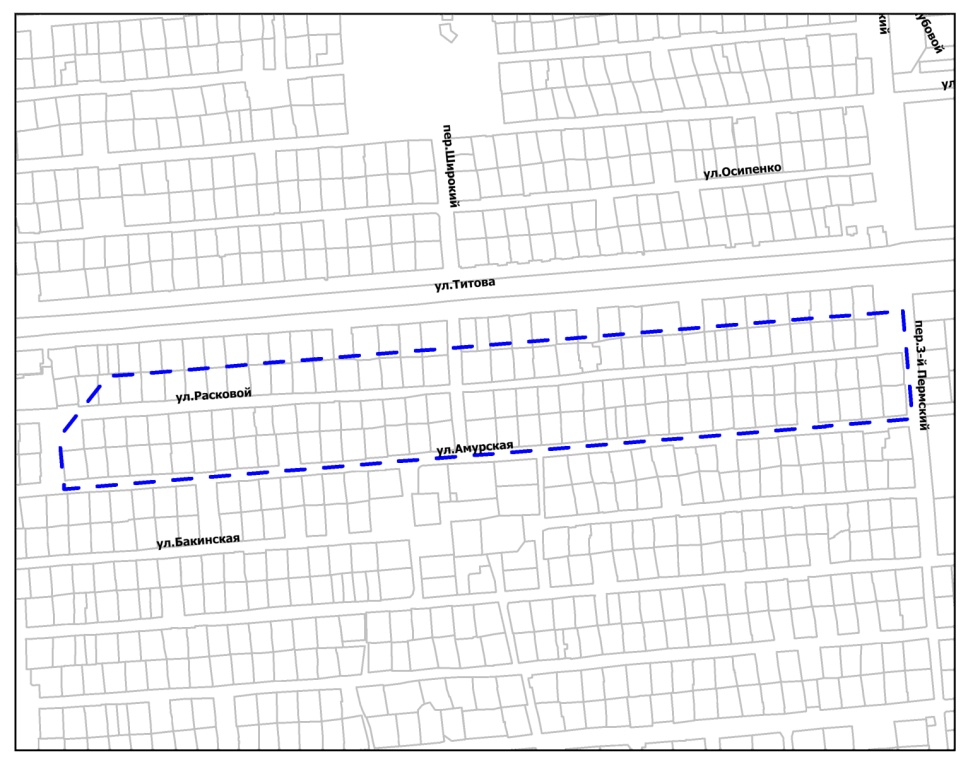 пер.Широкий
ул.Осипенко
ул.Титова
пер.3-й Пермский
ул.Расковой
ул.Амурская
ул.Бакинская